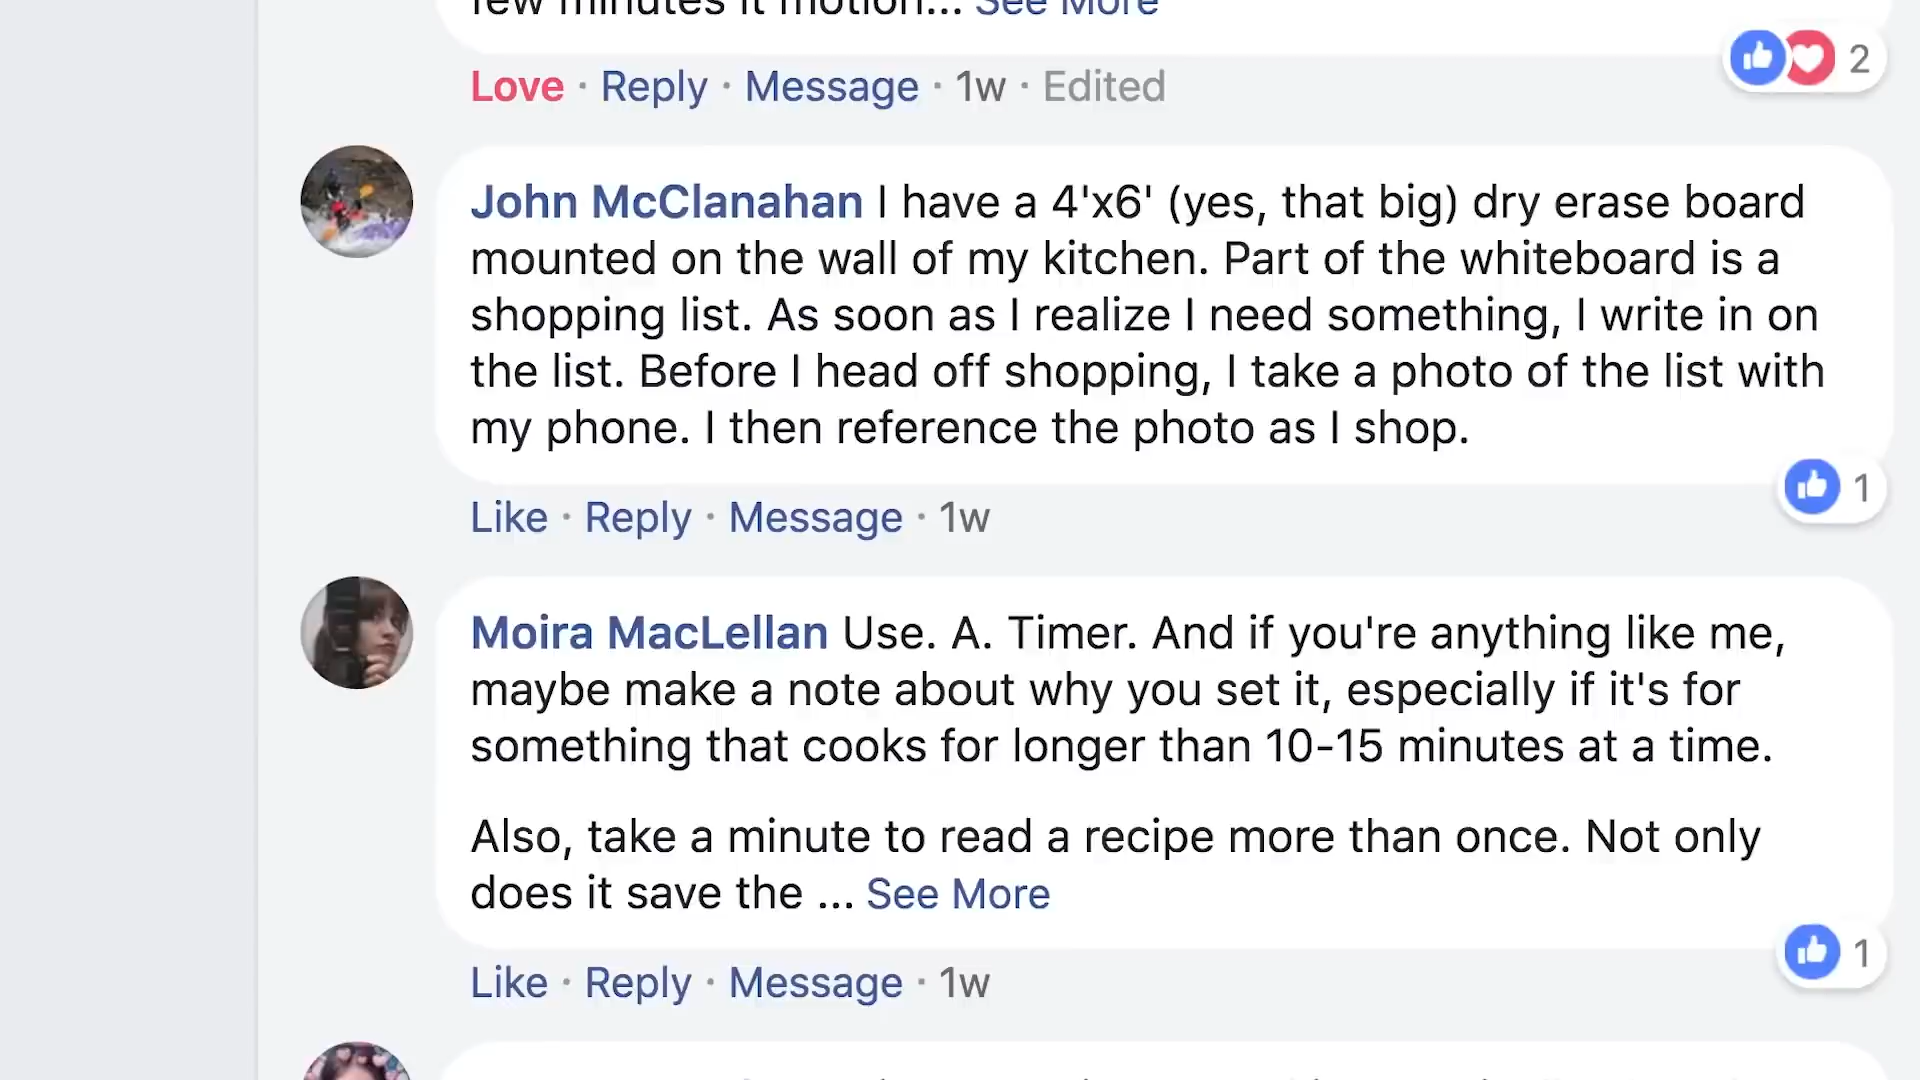 few minutes it motion... See More
Love · Reply · Message · 1w · Edited
2
John McClanahan I have a 4'x6' (yes, that big) dry erase board
mounted on the wall of my kitchen. Part of the whiteboard is a
shopping list. As soon as I realize I need something, I write in on
the list. Before I head off shopping, I take a photo of the list with
my phone. I then reference the photo as I shop.
1
Like · Reply · Message · 1w
Moira MacLellan Use. A. Timer. And if you're anything like me,
maybe make a note about why you set it, especially if it's for
something that cooks for longer than 10-15 minutes at a time.
Also, take a minute to read a recipe more than once. Not only
does it save the ... See More
1
Like · Reply · Message · 1w